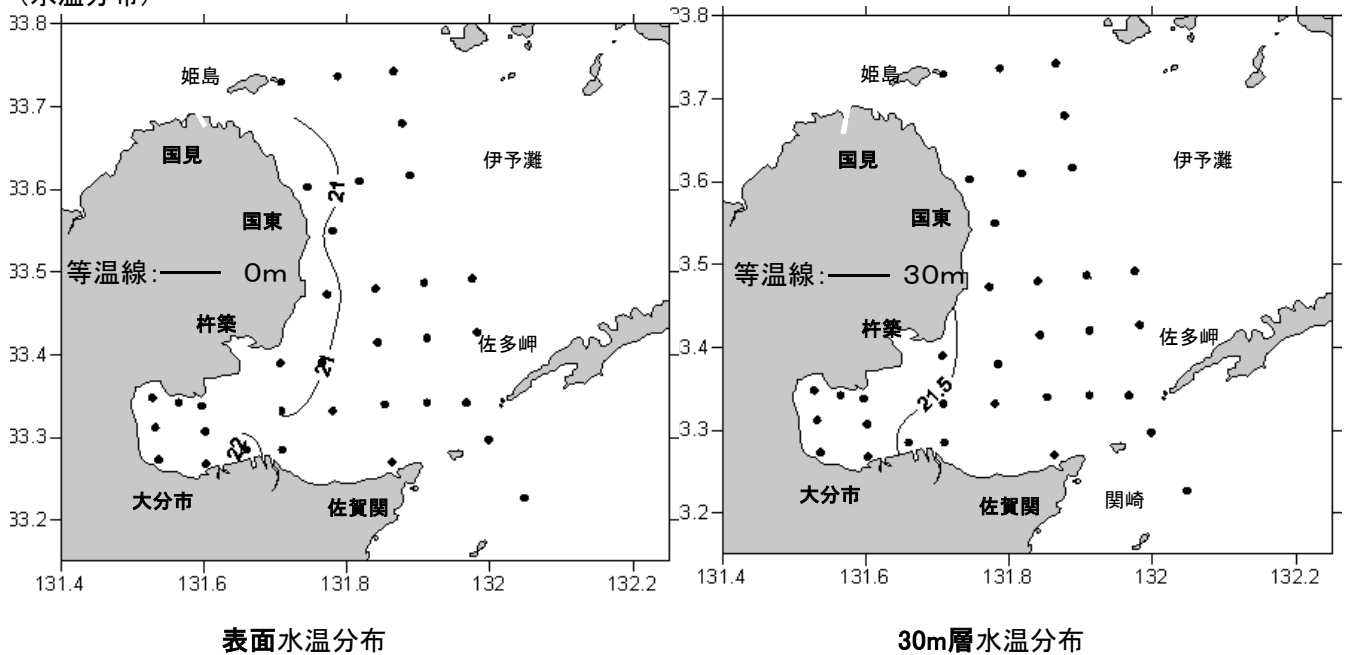 (水温分布)
33.8
33.7
33.6
33.5
33.4
33.3
33.2
131.4 131.6 131.8 132 132.2
姫島
国見
伊予灘
国東
21
等温線: 0m
杵築
佐多岬
21
22
大分市
佐賀関
表面水温分布
33.8
33.7
33.6
33.5
3.4
33.3
3.2
131.4 131.6 131.8 132 132.2
姫島
国見
伊予灘
国東
等温線: 30m
杵築
佐多岬
21.5
大分市
佐賀関
関崎
30m層水温分布